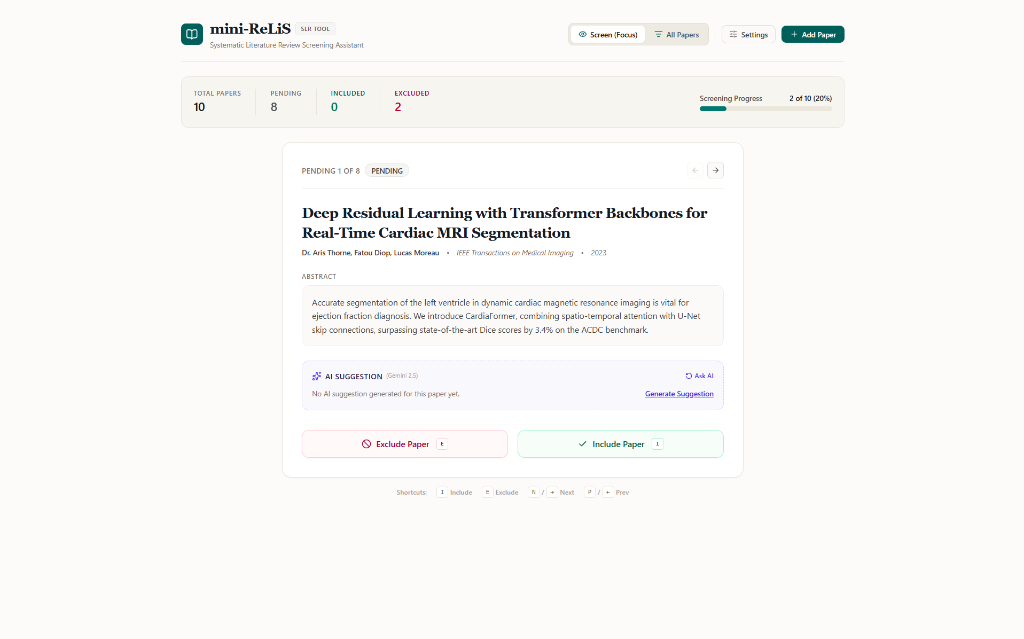 mini-ReLiS SLR TOOL
Systematic Literature Review Screening Assistant
Screen (Focus) All Papers Settings Add Paper
TOTAL PAPERS PENDING INCLUDED EXCLUDED
10 8 0 2
Screening Progress 2 of 10 (20%)
PENDING 1 OF 8 PENDING
Deep Residual Learning with Transformer Backbones for
Real-Time Cardiac MRI Segmentation
Dr. Aris Thorne, Fatou Diop, Lucas Moreau • IEEE Transactions on Medical Imaging • 2023
ABSTRACT
Accurate segmentation of the left ventricle in dynamic cardiac magnetic resonance imaging is vital for
ejection fraction diagnosis. We introduce CardiaFormer, combining spatio-temporal attention with U-Net
skip connections, surpassing state-of-the-art Dice scores by 3.4% on the ACDC benchmark.
AI SUGGESTION (Gemini 2.5) Ask AI
No AI suggestion generated for this paper yet. Generate Suggestion
Exclude Paper E Include Paper I
Shortcuts: I Include E Exclude N / → Next P / ← Prev